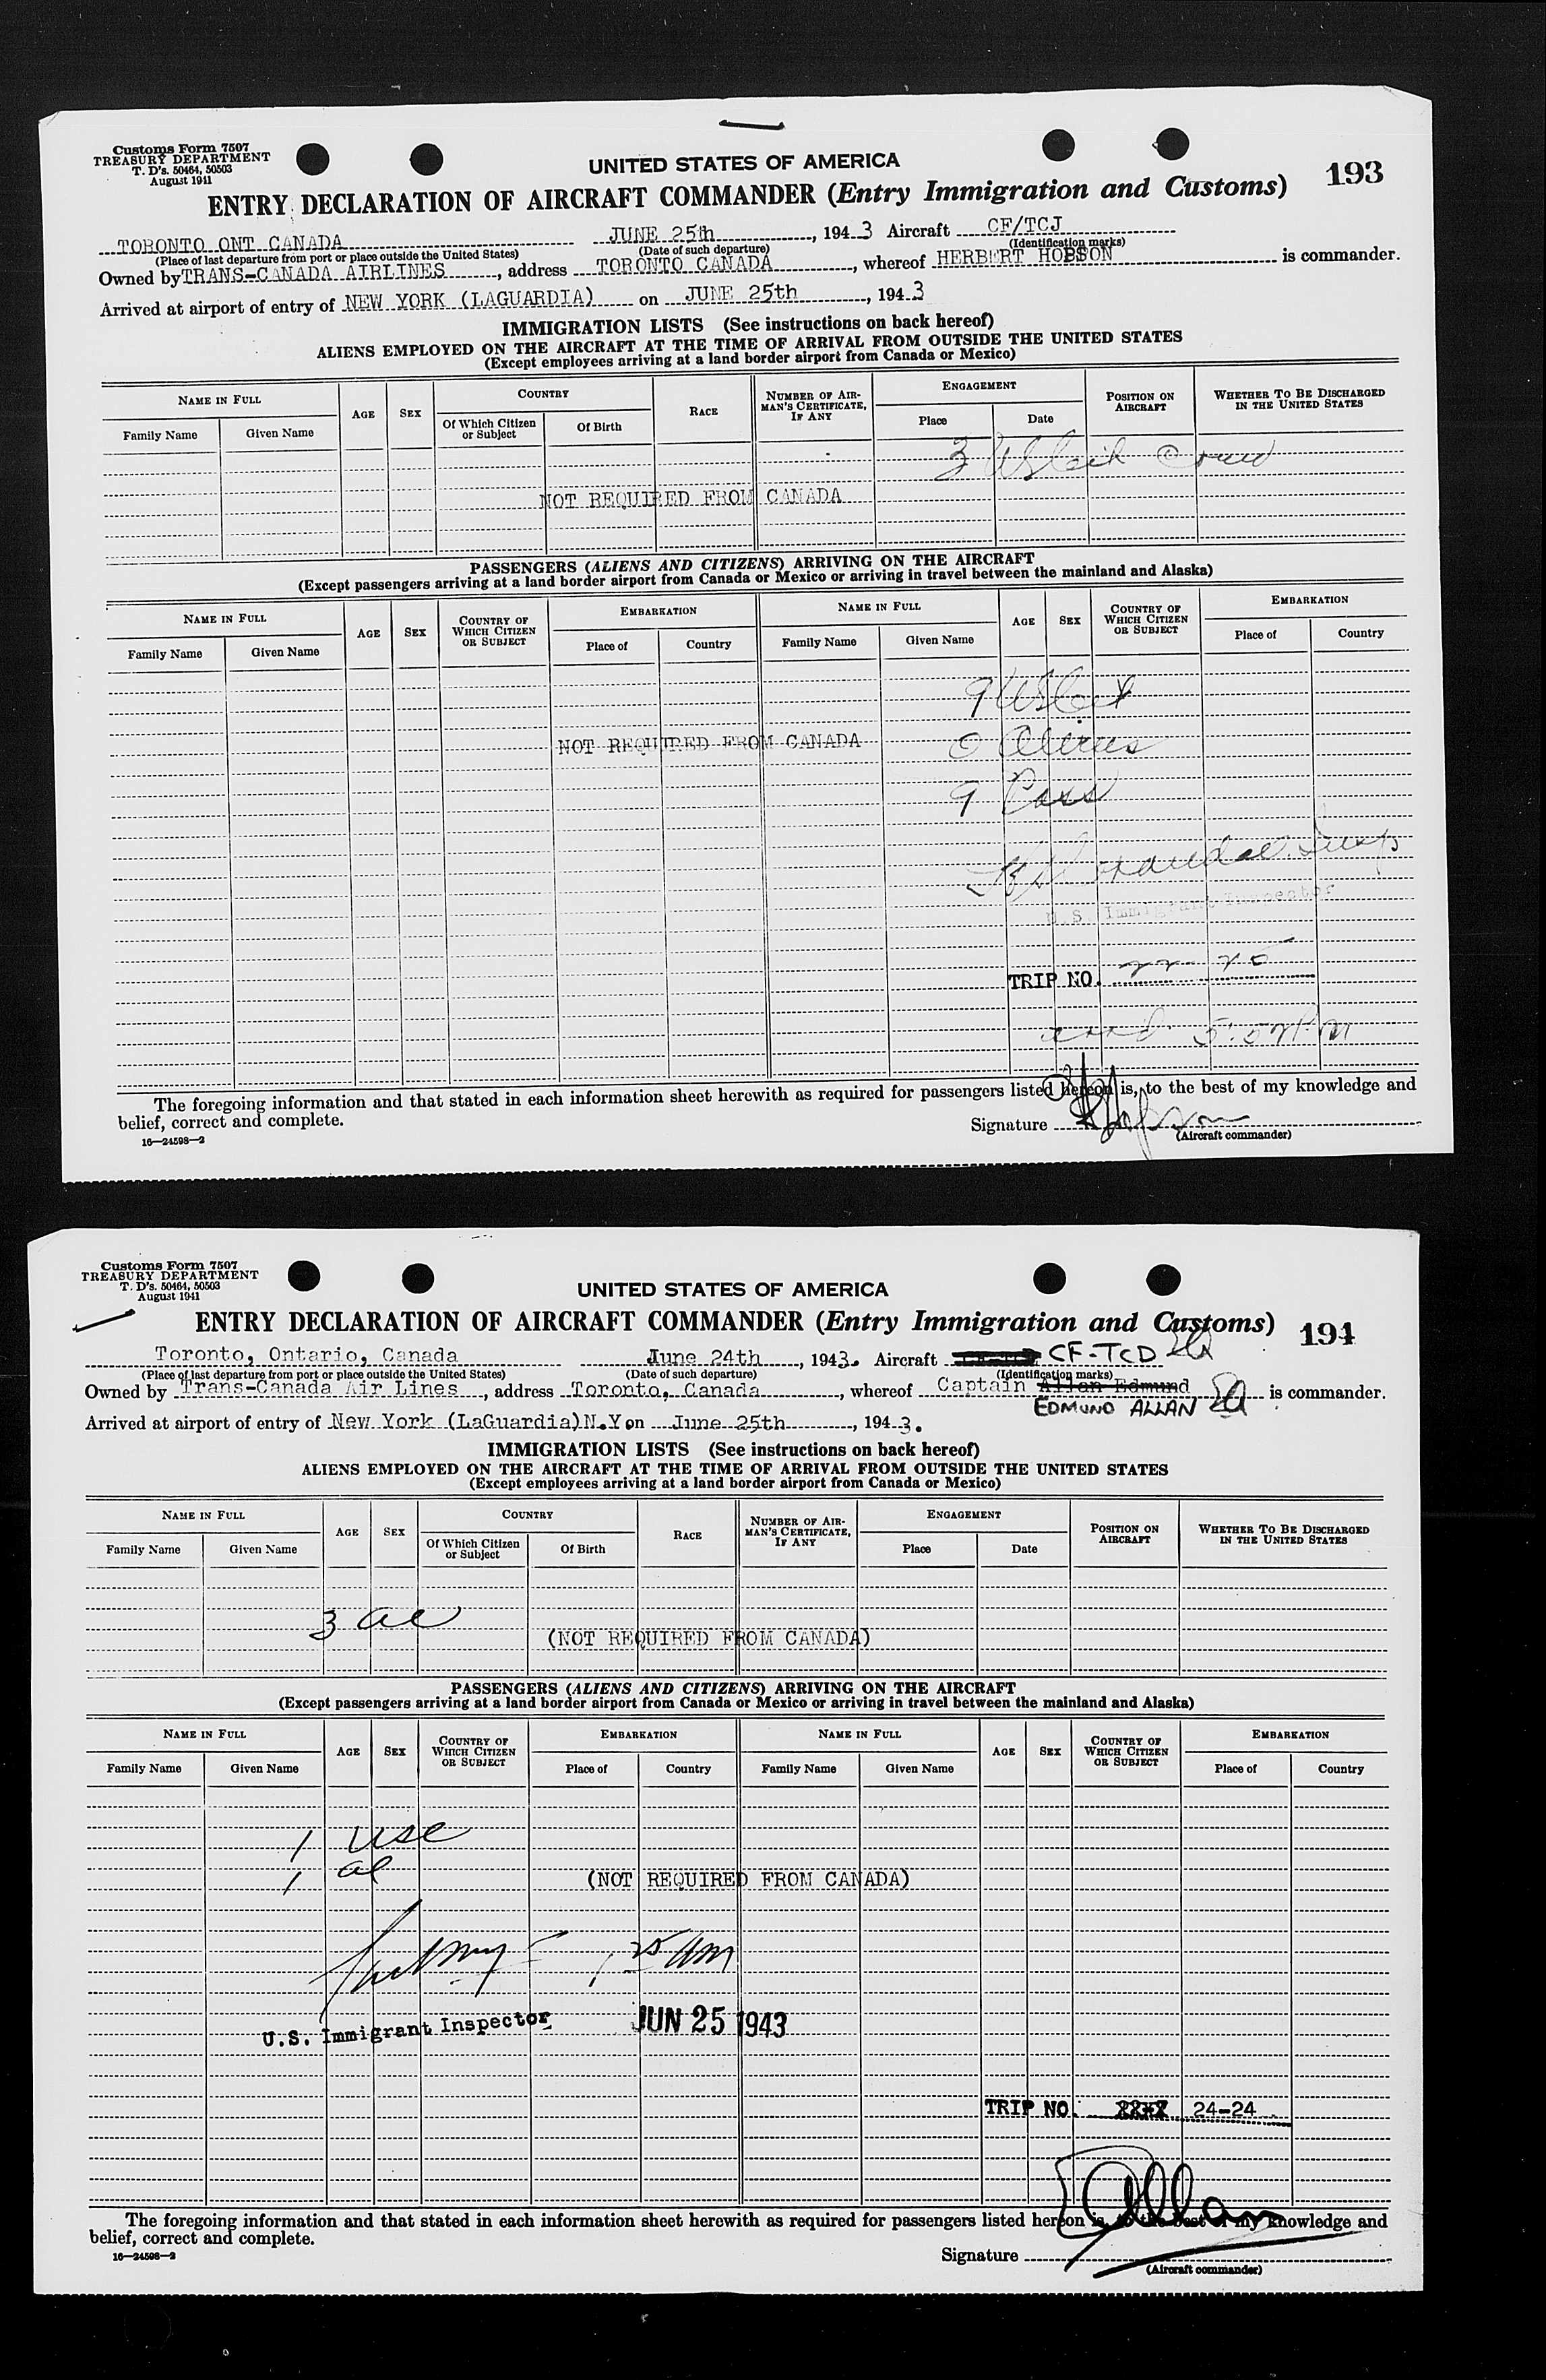 Customs Form 7507
TREASURY DEPARTMENT
T. D's. 50464, 50503
August 1941
UNITED STATES OF AMERICA
193
ENTRY DECLARATION OF AIRCRAFT COMMANDER (Entry Immigration and Customs)
TORONTO ONT CANADA JUNE 25th, 1943 Aircraft CF/TCJ
(Place of last departure from port or place outside the United States) (Date of such departure) (Identification marks)
Owned by TRANS-CANADA AIRLINES, address TORONTO CANADA, whereof HERBERT HOPSON is commander.
Arrived at airport of entry of NEW YORK (LAGUARDIA) on JUNE 25th, 1943
IMMIGRATION LISTS (See instructions on back hereof)
ALIENS EMPLOYED ON THE AIRCRAFT AT THE TIME OF ARRIVAL FROM OUTSIDE THE UNITED STATES
(Except employees arriving at a land border airport from Canada or Mexico)
NAME IN FULL AGE SEX COUNTRY RACE NUMBER OF AIRMAN'S CERTIFICATE, IF ANY ENGAGEMENT POSITION ON AIRCRAFT WHETHER TO BE DISCHARGED IN THE UNITED STATES
Family Name Given Name Of Which Citizen or Subject Of Birth Place Date
3
NOT REQUIRED FROM CANADA
PASSENGERS (ALIENS AND CITIZENS) ARRIVING ON THE AIRCRAFT
(Except passengers arriving at a land border airport from Canada or Mexico or arriving in travel between the mainland and Alaska)
NAME IN FULL AGE SEX COUNTRY OF WHICH CITIZEN OR SUBJECT EMBARKATION NAME IN FULL AGE SEX COUNTRY OF WHICH CITIZEN OR SUBJECT EMBARKATION
Family Name Given Name Place of Country Family Name Given Name Place of Country
9 USCit
NOT REQUIRED FROM CANADA 0 Aliens
9 Pass
U.S. Immigrant Inspector
TRIP NO.
The foregoing information and that stated in each information sheet herewith as required for passengers listed hereon is, to the best of my knowledge and
belief, correct and complete.
Signature
16—24598—2
(Aircraft commander)
Customs Form 7507
TREASURY DEPARTMENT
T. D's. 50464, 50503
August 1941
UNITED STATES OF AMERICA
ENTRY DECLARATION OF AIRCRAFT COMMANDER (Entry Immigration and Customs) 194
Toronto, Ontario, Canada June 24th, 1943. Aircraft CF-TCD
(Place of last departure from port or place outside the United States) (Date of such departure) (Identification marks)
Owned by Trans-Canada Air Lines, address Toronto, Canada, whereof Captain Allan Edmund is commander.
EDMUND ALLAN
Arrived at airport of entry of New York (LaGuardia)N.Y on June 25th, 1943.
IMMIGRATION LISTS (See instructions on back hereof)
ALIENS EMPLOYED ON THE AIRCRAFT AT THE TIME OF ARRIVAL FROM OUTSIDE THE UNITED STATES
(Except employees arriving at a land border airport from Canada or Mexico)
NAME IN FULL AGE SEX COUNTRY RACE NUMBER OF AIRMAN'S CERTIFICATE, IF ANY ENGAGEMENT POSITION ON AIRCRAFT WHETHER TO BE DISCHARGED IN THE UNITED STATES
Family Name Given Name Of Which Citizen or Subject Of Birth Place Date
3 al
(NOT REQUIRED FROM CANADA)
PASSENGERS (ALIENS AND CITIZENS) ARRIVING ON THE AIRCRAFT
(Except passengers arriving at a land border airport from Canada or Mexico or arriving in travel between the mainland and Alaska)
NAME IN FULL AGE SEX COUNTRY OF WHICH CITIZEN OR SUBJECT EMBARKATION NAME IN FULL AGE SEX COUNTRY OF WHICH CITIZEN OR SUBJECT EMBARKATION
Family Name Given Name Place of Country Family Name Given Name Place of Country
1 USC
1 al
(NOT REQUIRED FROM CANADA)
1 25 AM
U.S. Immigrant Inspector JUN 25 1943
TRIP NO. 24-24
The foregoing information and that stated in each information sheet herewith as required for passengers listed hereon is, to the best of my knowledge and
belief, correct and complete.
Signature EAllan
16—24598—2
(Aircraft commander)